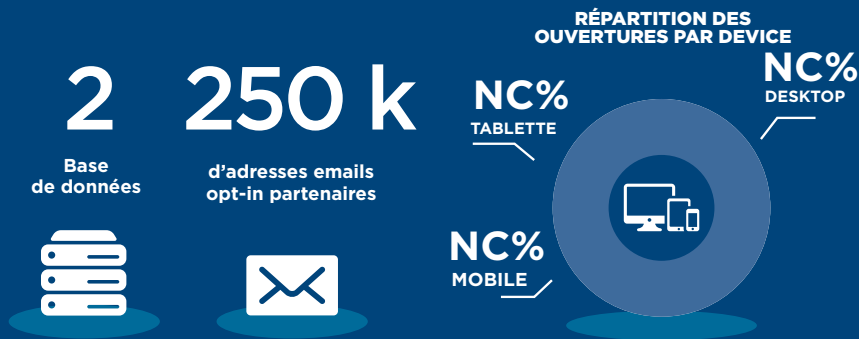 2
Base
de données
250 k
d'adresses emails
opt-in partenaires
RÉPARTITION DES
OUVERTURES PAR DEVICE
NC%
TABLETTE
NC%
DESKTOP
NC%
MOBILE